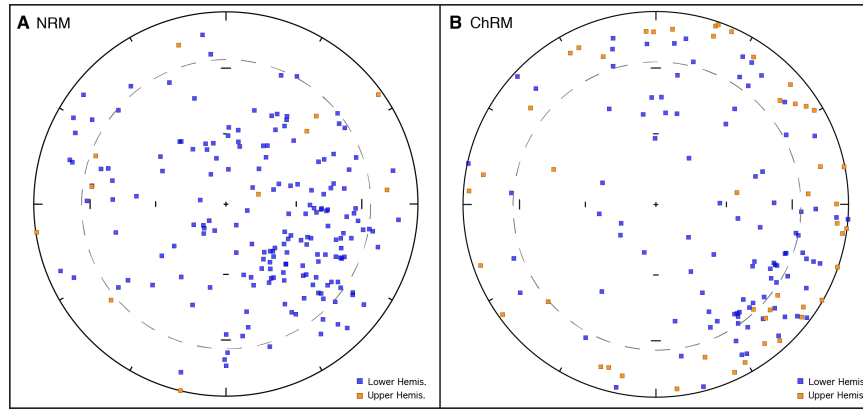 A NRM
Lower Hemis.
Upper Hemis.
B ChRM
Lower Hemis.
Upper Hemis.